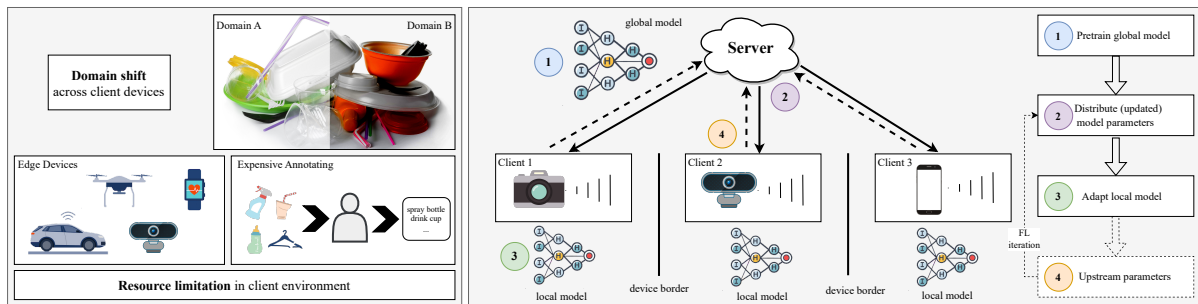 Domain A
Domain B
Domain shift
across client devices
Edge Devices
Expensive Annotating
spray bottle
drink cup
...
Resource limitation in client environment
global model
Server
1
I
I
I
I
H
H
H
H
H
2
4
Client 1
Client 2
Client 3
3
I
I
I
I
H
H
H
H
H
I
I
I
I
H
H
H
H
H
I
I
I
I
H
H
H
H
H
local model
device border
local model
device border
local model
1
Pretrain global model
2
Distribute (updated)
model parameters
3
Adapt local model
FL
iteration
4
Upstream parameters